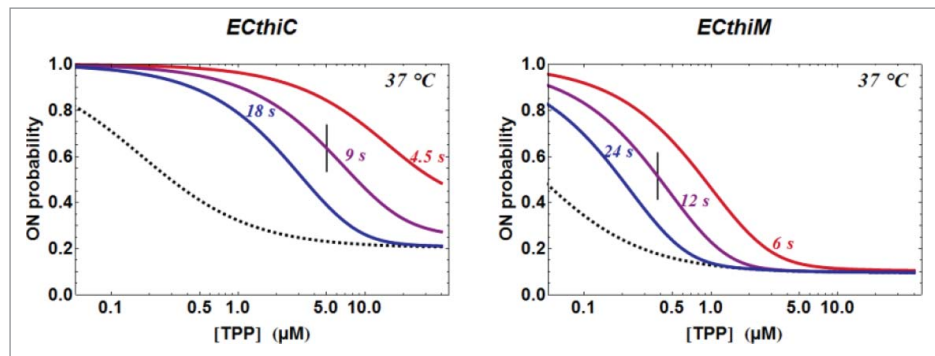 ECthiC
ECthiM
ON probability
1.0
0.8
0.6
0.4
0.2
0.0
37 °C
18 s
9 s
4.5 s
0.1
0.5
1.0
5.0
10.0
[TPP] (µM)
ON probability
1.0
0.8
0.6
0.4
0.2
0.0
37 °C
24 s
12 s
6 s
0.1
0.5
1.0
5.0
10.0
[TPP] (µM)